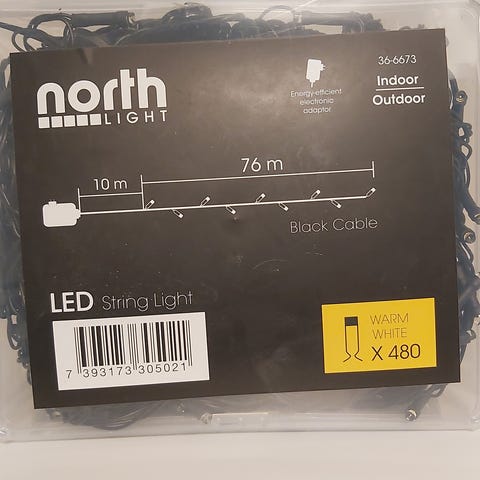 north
LIGHT
Energy-efficient
electronic
adaptor
36-6673
Indoor
Outdoor
10 m
76 m
Black Cable
LED String Light
7 393173 305021
WARM
WHITE
X 480